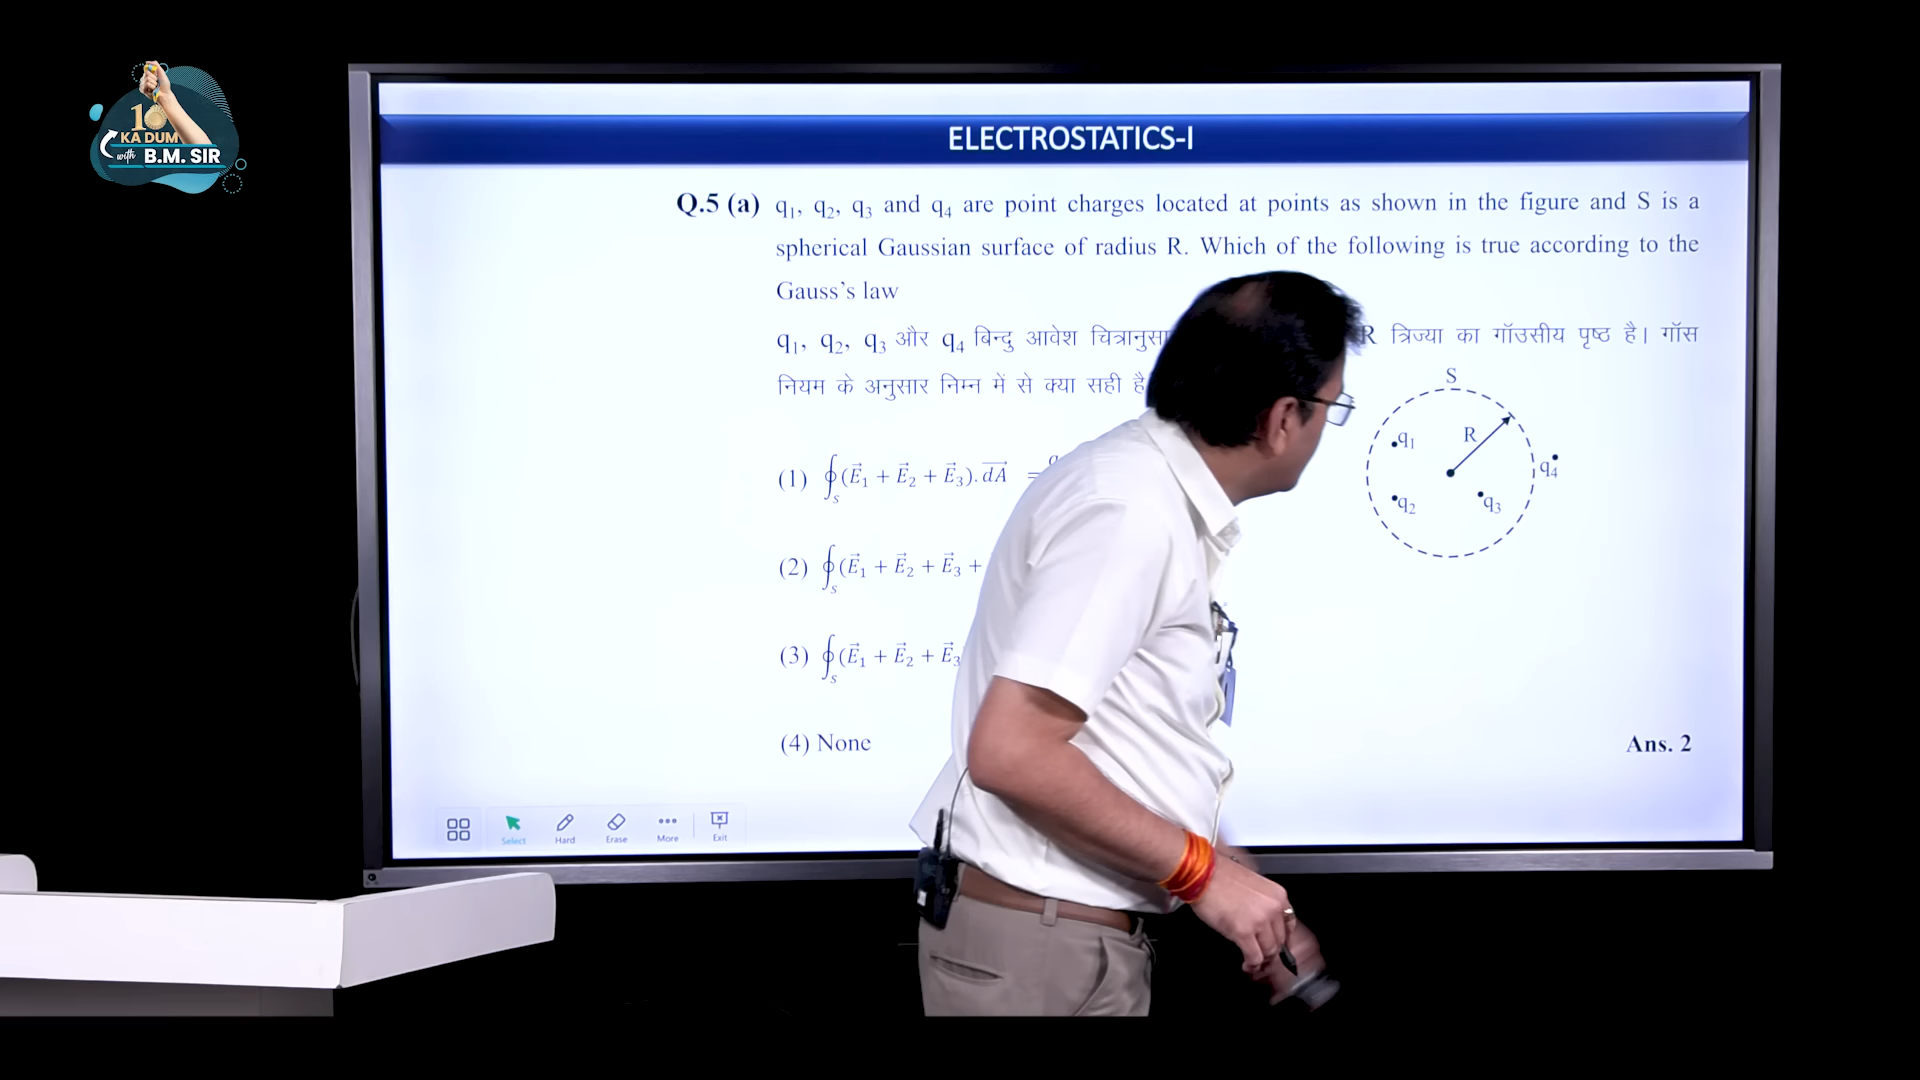 10
KA DUM
with B.M. SIR
ELECTROSTATICS-I
Q.5 (a) q₁, q₂, q₃ and q₄ are point charges located at points as shown in the figure and S is a
spherical Gaussian surface of radius R. Which of the following is true according to the
Gauss's law
q₁, q₂, q₃ और q₄ बिन्दु आवेश R त्रिज्या का गॉउसीय पृष्ठ है। गॉस
नियम के अनुसार निम्न में से क्या सही है
S
R
q₁
q₂
q₃
q₄
(1) ∮ₛ(E⃗₁ + E⃗₂ + E⃗₃). dA⃗ =
(2) ∮ₛ(E⃗₁ + E⃗₂ + E⃗₃ +
(3) ∮ₛ(E⃗₁ + E⃗₂ + E⃗₃
(4) None
Ans. 2
Select Hard Erase More Exit